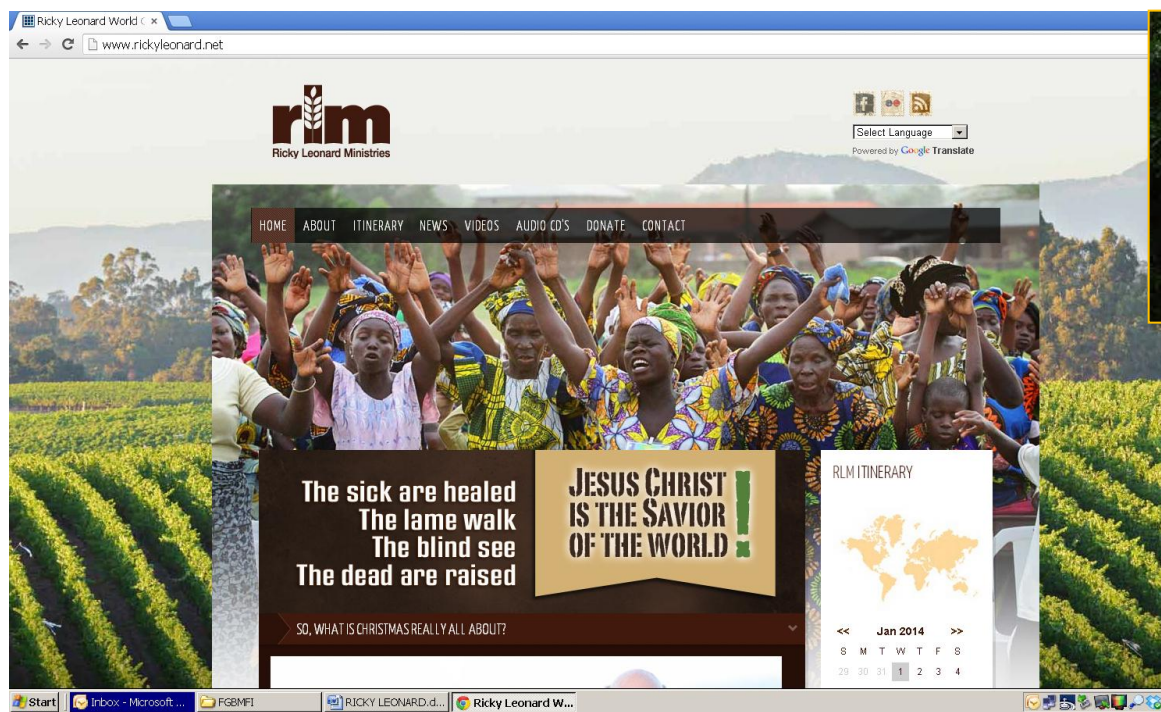 Ricky Leonard World C
www.rickyleonard.net
rlm
Ricky Leonard Ministries
Select Language
Powered by Google Translate
HOME ABOUT ITINERARY NEWS VIDEOS AUDIO CD'S DONATE CONTACT
The sick are healed
The lame walk
The blind see
The dead are raised
JESUS CHRIST
IS THE SAVIOR
OF THE WORLD!
RLM ITINERARY
SO, WHAT IS CHRISTMAS REALLY ALL ABOUT?
<< Jan 2014 >>
S M T W T F S
29 30 31 1 2 3 4
Start Inbox - Microsoft ... FGBMFI RICKY LEONARD.d... Ricky Leonard W...